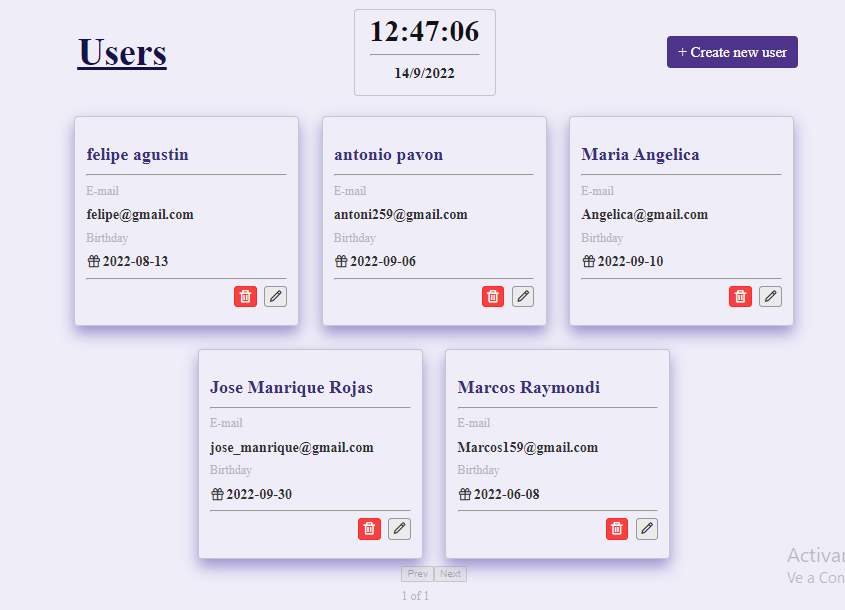 Users
12:47:06
14/9/2022
+ Create new user
felipe agustin
E-mail
felipe@gmail.com
Birthday
2022-08-13
antonio pavon
E-mail
antoni259@gmail.com
Birthday
2022-09-06
Maria Angelica
E-mail
Angelica@gmail.com
Birthday
2022-09-10
Jose Manrique Rojas
E-mail
jose_manrique@gmail.com
Birthday
2022-09-30
Marcos Raymondi
E-mail
Marcos159@gmail.com
Birthday
2022-06-08
Prev Next
1 of 1
Activar
Ve a Con